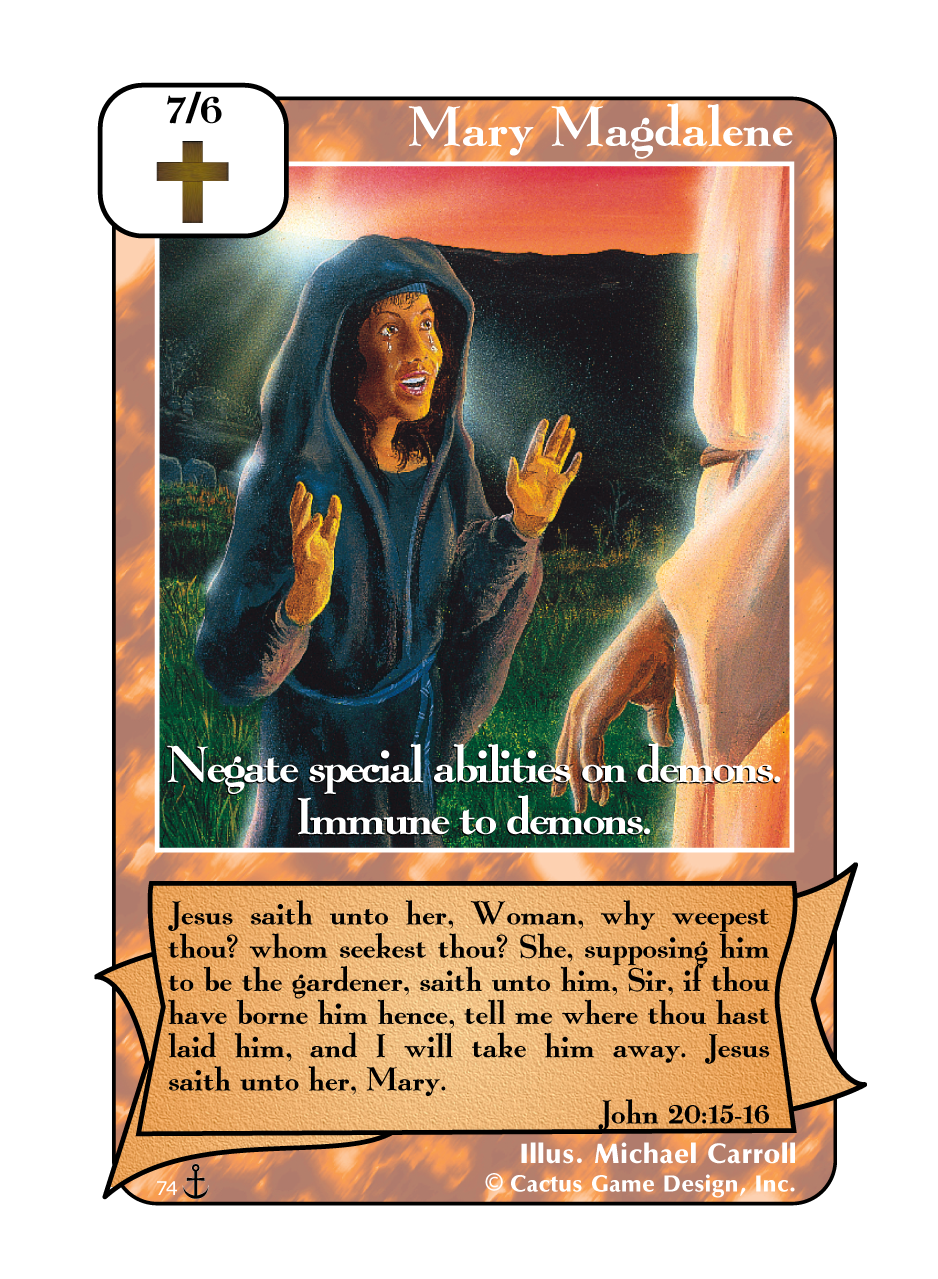 7/6
Mary Magdalene
Negate special abilities on demons.
Immune to demons.
Jesus saith unto her, Woman, why weepest
thou? whom seekest thou? She, supposing him
to be the gardener, saith unto him, Sir, if thou
have borne him hence, tell me where thou hast
laid him, and I will take him away. Jesus
saith unto her, Mary.
John 20:15-16
Illus. Michael Carroll
74
© Cactus Game Design, Inc.